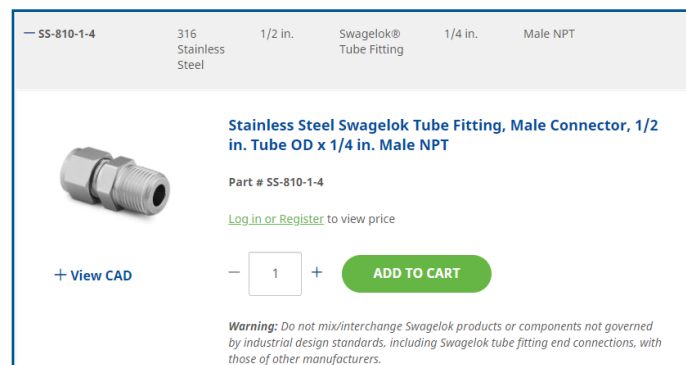 — SS-810-1-4
316 Stainless Steel
1/2 in.
Swagelok® Tube Fitting
1/4 in.
Male NPT
Stainless Steel Swagelok Tube Fitting, Male Connector, 1/2
in. Tube OD x 1/4 in. Male NPT
Part # SS-810-1-4
Log in or Register to view price
+ View CAD
— 1 + ADD TO CART
Warning: Do not mix/interchange Swagelok products or components not governed
by industrial design standards, including Swagelok tube fitting end connections, with
those of other manufacturers.